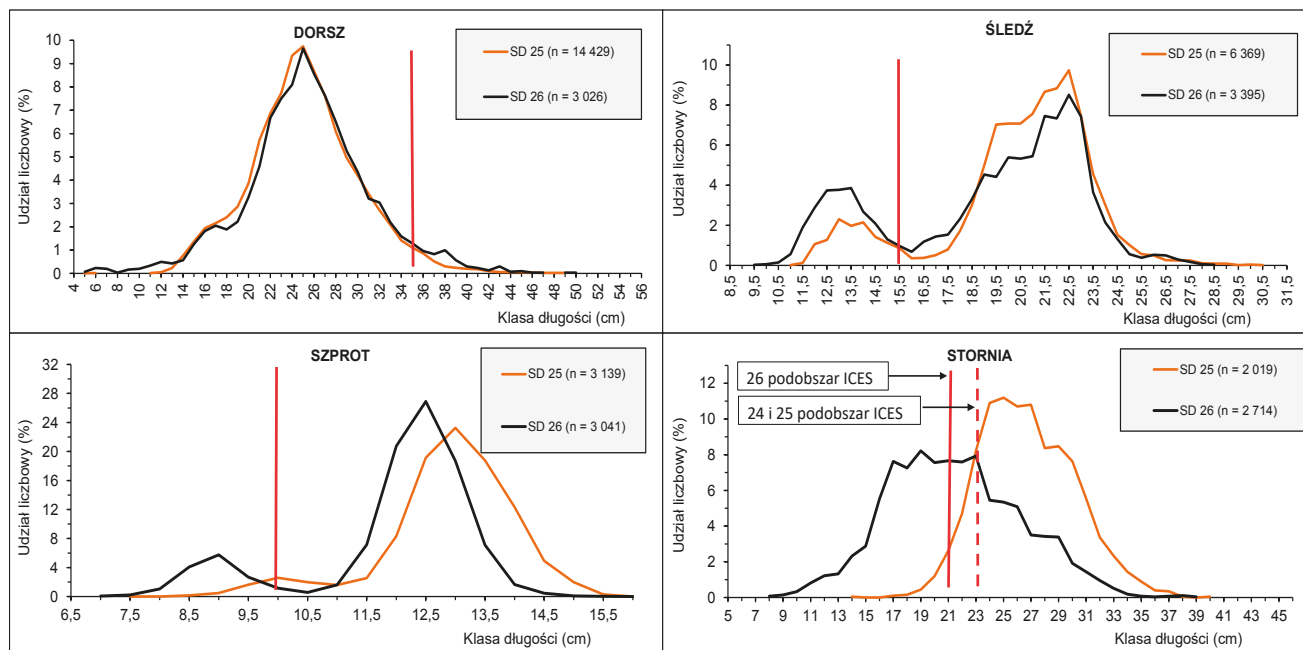 DORSZ
SD 25 (n = 14 429)
SD 26 (n = 3 026)
Udział liczbowy (%)
10
9
8
7
6
5
4
3
2
1
0
4 6 8 10 12 14 16 18 20 22 24 26 28 30 32 34 36 38 40 42 44 46 48 50 52 54 56
Klasa długości (cm)
ŚLEDŹ
SD 25 (n = 6 369)
SD 26 (n = 3 395)
Udział liczbowy (%)
10
8
6
4
2
0
8,5 9,5 10,5 11,5 12,5 13,5 14,5 15,5 16,5 17,5 18,5 19,5 20,5 21,5 22,5 23,5 24,5 25,5 26,5 27,5 28,5 29,5 30,5 31,5
Klasa długości (cm)
SZPROT
SD 25 (n = 3 139)
SD 26 (n = 3 041)
Udział liczbowy (%)
32
28
24
20
16
12
8
4
0
6,5 7,5 8,5 9,5 10,5 11,5 12,5 13,5 14,5 15,5
Klasa długości (cm)
STORNIA
26 podobszar ICES
24 i 25 podobszar ICES
SD 25 (n = 2 019)
SD 26 (n = 2 714)
Udział liczbowy (%)
12
10
8
6
4
2
0
5 7 9 11 13 15 17 19 21 23 25 27 29 31 33 35 37 39 41 43 45
Klasa długości (cm)